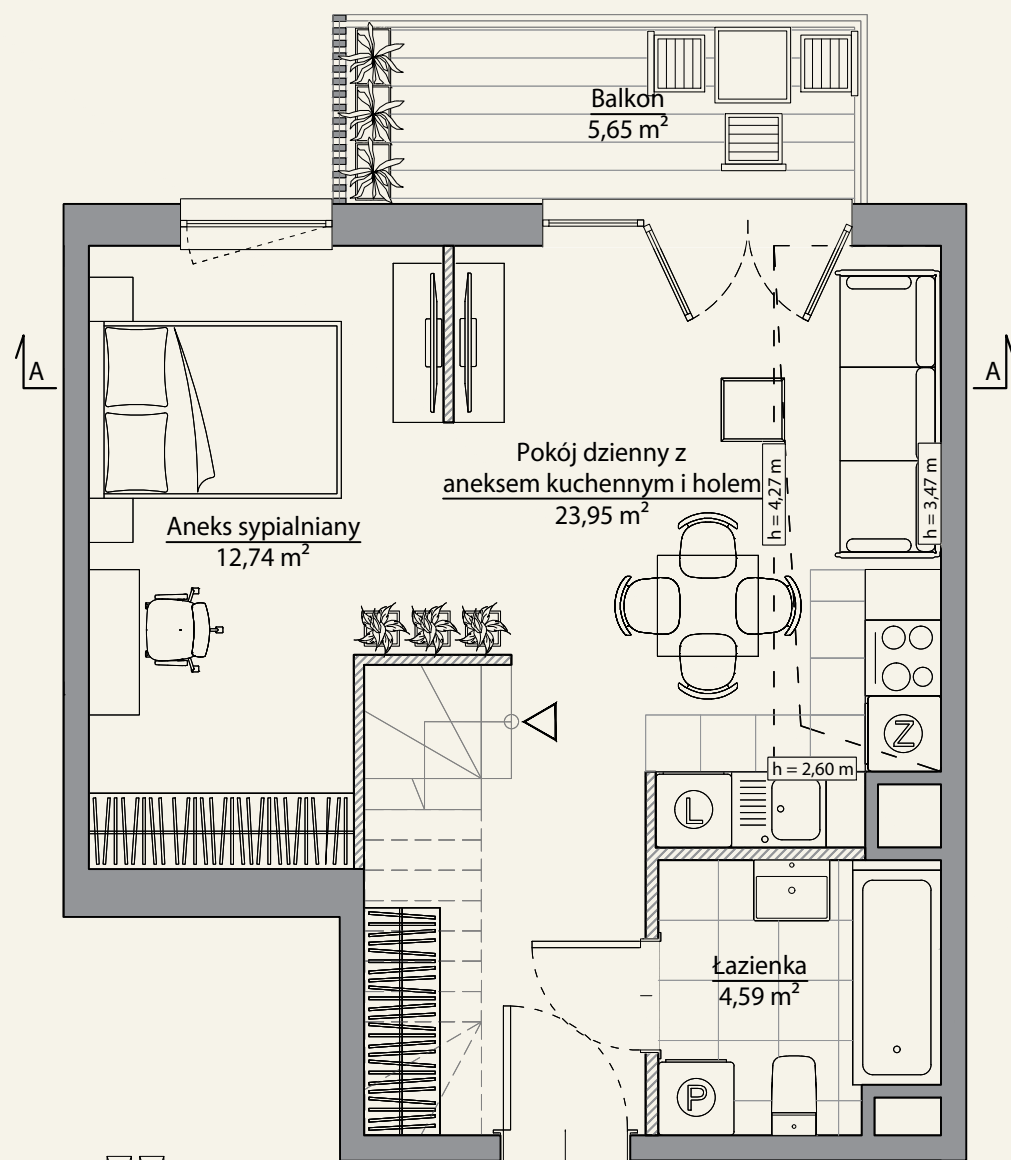 Balkon
5,65 m²
A
A
Pokój dzienny z
aneksem kuchennym i holem
23,95 m²
h = 4,27 m
h = 3,47 m
Aneks sypialniany
12,74 m²
Z
h = 2,60 m
L
Łazienka
4,59 m²
P